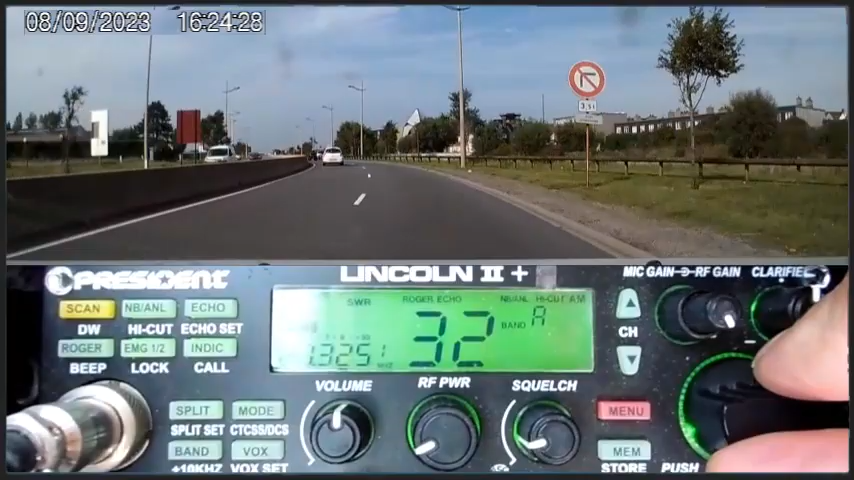 08/09/2023 16:24:28
3,5t
PRESIDENT
LINCOLN II +
MIC GAIN RF GAIN CLARIFIE
SCAN NB/ANL ECHO
DW HI-CUT ECHO SET
ROGER EMG 1/2 INDIC
BEEP LOCK CALL
SWR ROGER ECHO NB/ANL HI-CUT AM
32 BAND A
CH
VOLUME RF PWR SQUELCH
SPLIT MODE
SPLIT SET CTCSS/DCS
BAND VOX
+10KHZ VOX SET
MENU
MEM
STORE PUSH